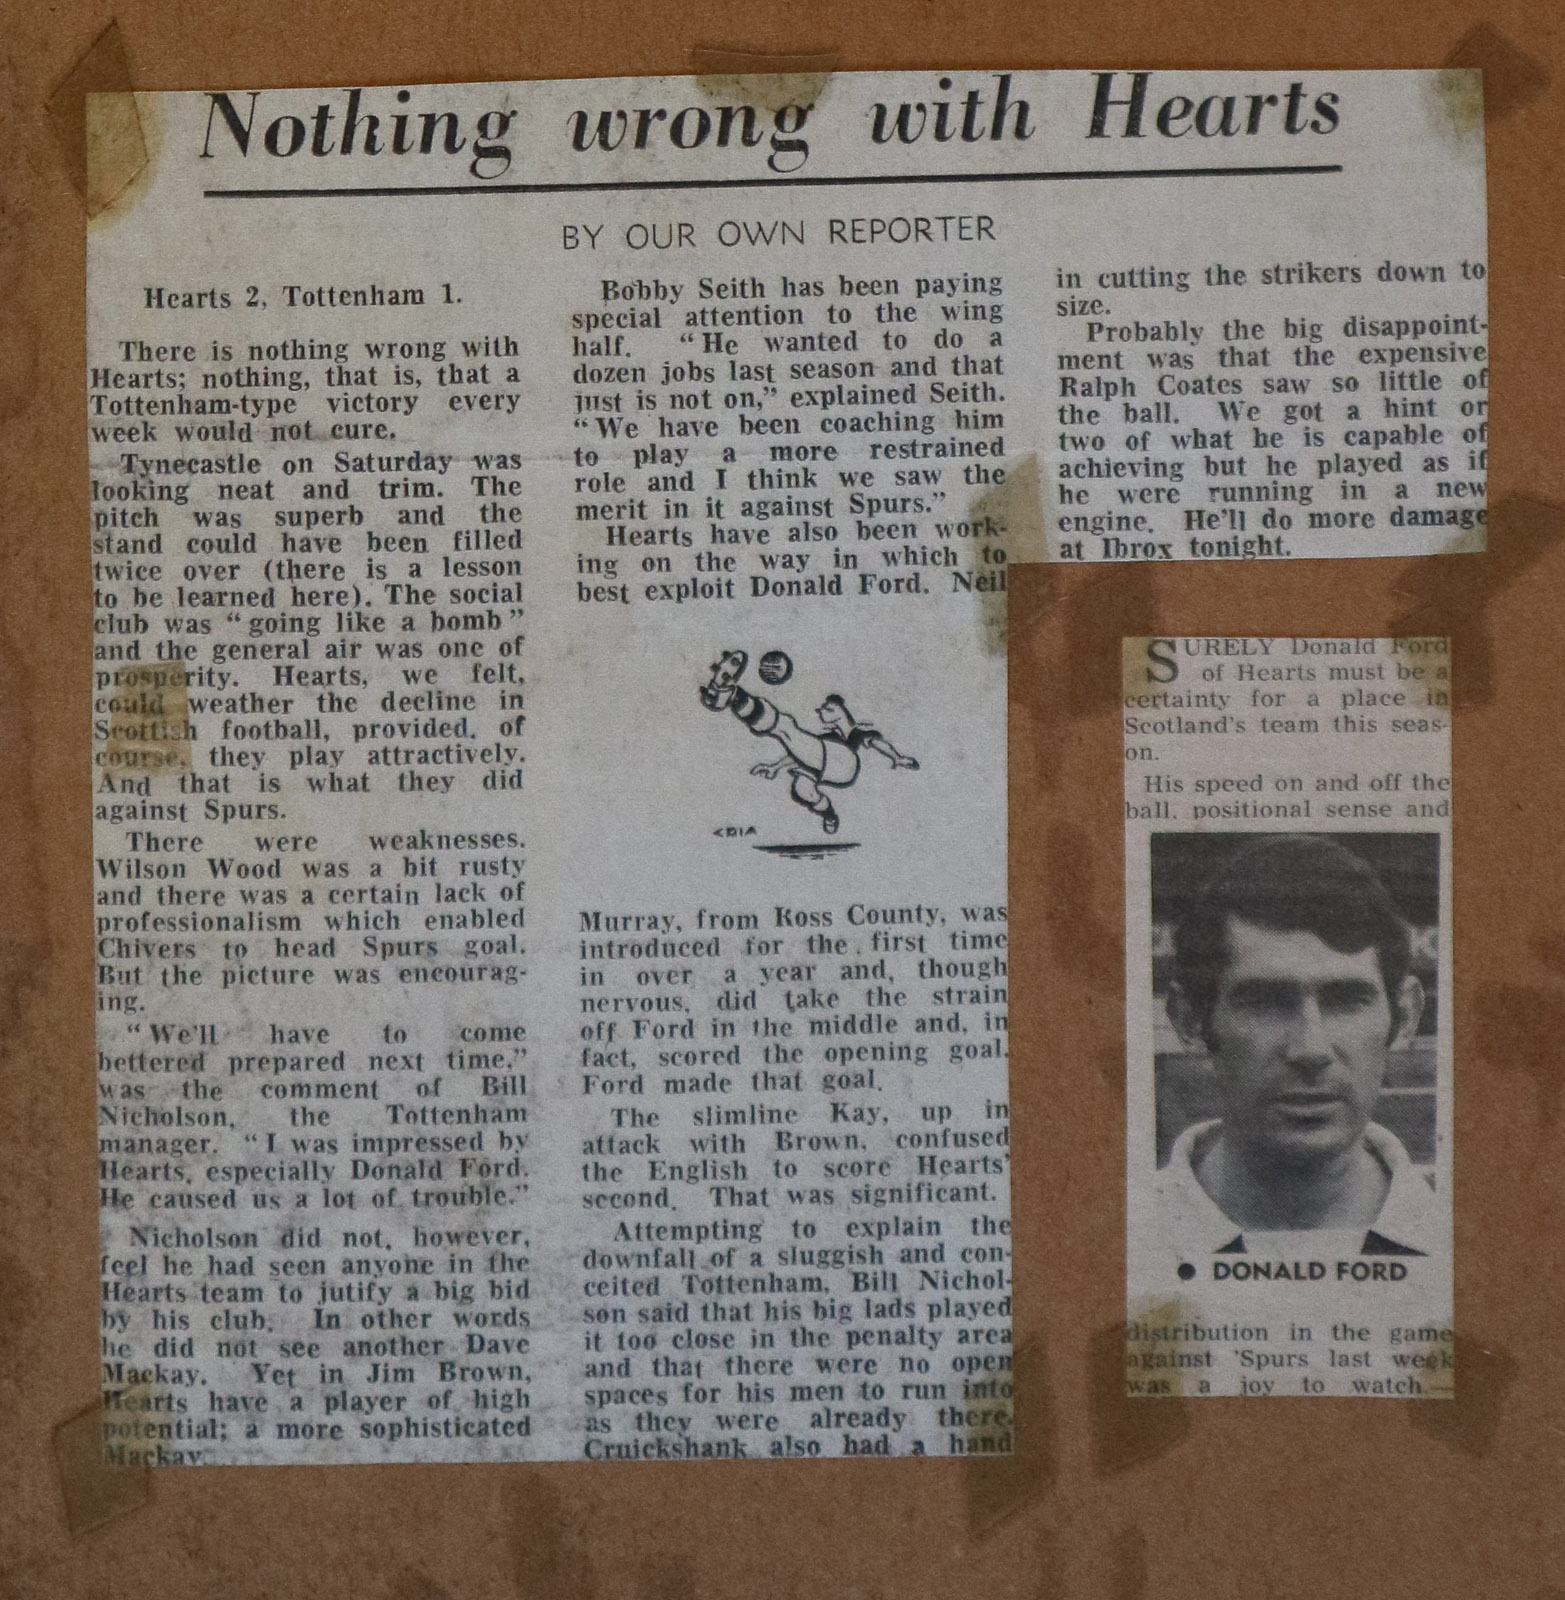 Nothing wrong with Hearts
BY OUR OWN REPORTER
Hearts 2, Tottenham 1.
There is nothing wrong with
Hearts; nothing, that is, that a
Tottenham-type victory every
week would not cure.
Tynecastle on Saturday was
looking neat and trim. The
pitch was superb and the
stand could have been filled
twice over (there is a lesson
to be learned here). The social
club was "going like a bomb"
and the general air was one of
prosperity. Hearts, we felt,
could weather the decline in
Scottish football, provided, of
course, they play attractively.
And that is what they did
against Spurs.
There were weaknesses.
Wilson Wood was a bit rusty
and there was a certain lack of
professionalism which enabled
Chivers to head Spurs goal.
But the picture was encourag-
ing.
"We'll have to come
bettered prepared next time,"
was the comment of Bill
Nicholson, the Tottenham
manager. "I was impressed by
Hearts, especially Donald Ford.
He caused us a lot of trouble."
Nicholson did not, however,
feel he had seen anyone in the
Hearts team to jutify a big bid
by his club. In other words
he did not see another Dave
Mackay. Yet in Jim Brown,
Hearts have a player of high
potential; a more sophisticated
Mackay.
Bobby Seith has been paying
special attention to the wing
half. "He wanted to do a
dozen jobs last season and that
just is not on," explained Seith.
"We have been coaching him
to play a more restrained
role and I think we saw the
merit in it against Spurs."
Hearts have also been work-
ing on the way in which to
best exploit Donald Ford. Neil
Murray, from Ross County, was
introduced for the first time
in over a year and, though
nervous, did take the strain
off Ford in the middle and, in
fact, scored the opening goal.
Ford made that goal.
The slimline Kay, up in
attack with Brown, confused
the English to score Hearts'
second. That was significant.
Attempting to explain the
downfall of a sluggish and con-
ceited Tottenham, Bill Nichol-
son said that his big lads played
it too close in the penalty area
and that there were no open
spaces for his men to run into
as they were already there.
Cruickshank also had a hand
in cutting the strikers down to
size.
Probably the big disappoint-
ment was that the expensive
Ralph Coates saw so little of
the ball. We got a hint or
two of what he is capable of
achieving but he played as if
he were running in a new
engine. He'll do more damage
at Ibrox tonight.
SURELY Donald Ford
of Hearts must be a
certainty for a place in
Scotland's team this seas-
on.
His speed on and off the
ball, positional sense and
● DONALD FORD
distribution in the game
against 'Spurs last week
was a joy to watch.—